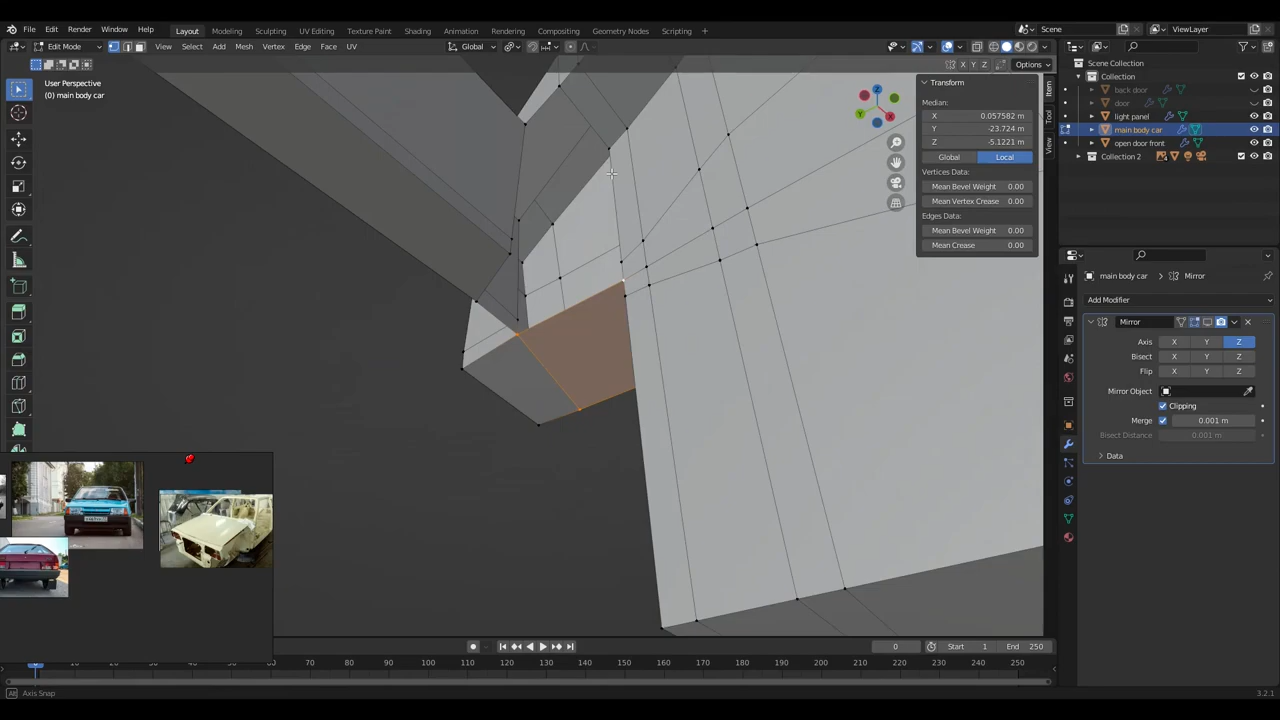 File Edit Render Window Help Layout Modeling Sculpting UV Editing Texture Paint Shading Animation Rendering Compositing Geometry Nodes Scripting + Scene ViewLayer
Edit Mode View Select Add Mesh Vertex Edge Face UV Global
X Y Z Options
User Perspective
(0) main body car
Transform
Median:
X 0.057582 m
Y -23.724 m
Z -5.1221 m
Global Local
Vertices Data:
Mean Bevel Weight 0.00
Mean Vertex Crease 0.00
Edges Data:
Mean Bevel Weight 0.00
Mean Crease 0.00
Item
Tool
View
Z
Y
X
Scene Collection
Collection
back door
door
light panel
main body car
open door front
Collection 2
main body car > Mirror
Add Modifier
Mirror
Axis X Y Z
Bisect X Y Z
Flip X Y Z
Mirror Object
Clipping
Merge 0.001 m
Bisect Distance 0.001 m
Data
0 Start 1 End 250
0 60 70 80 90 100 110 120 130 140 150 160 170 180 190 200 210 220 230 240 250
Alt Axis Snap
3.2.1